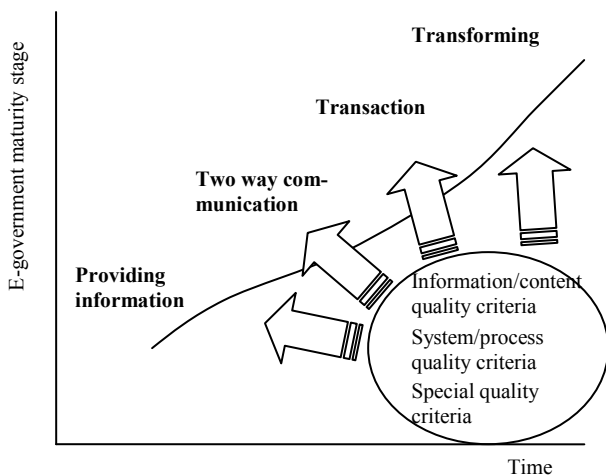 Transforming
Transaction
Two way com-
munication
Providing
information
E-government maturity stage
Information/content
quality criteria
System/process
quality criteria
Special quality
criteria
Time